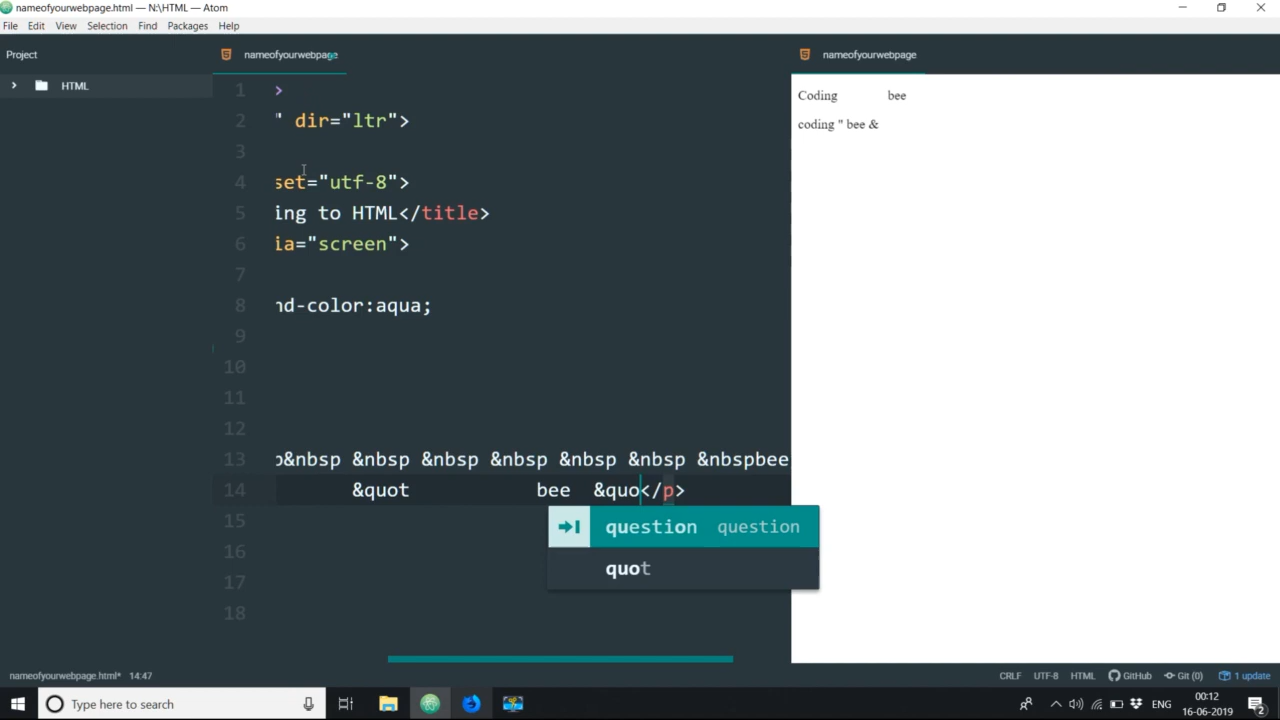 nameofyourwebpage.html — N:\HTML — Atom
File Edit View Selection Find Packages Help
Project
nameofyourwebpage
nameofyourwebpage
HTML
1 >
2 " dir="ltr">
3
4 set="utf-8">
5 ing to HTML</title>
6 ia="screen">
7
8 nd-color:aqua;
9
10
11
12
13 p&nbsp &nbsp &nbsp &nbsp &nbsp &nbsp &nbspbee
14 &quot bee &quo</p>
question question
quot
15
16
17
18
Coding bee
coding " bee &
nameofyourwebpage.html* 14:47
CRLF UTF-8 HTML GitHub Git (0) 1 update
Type here to search
ENG
00:12
16-06-2019
2